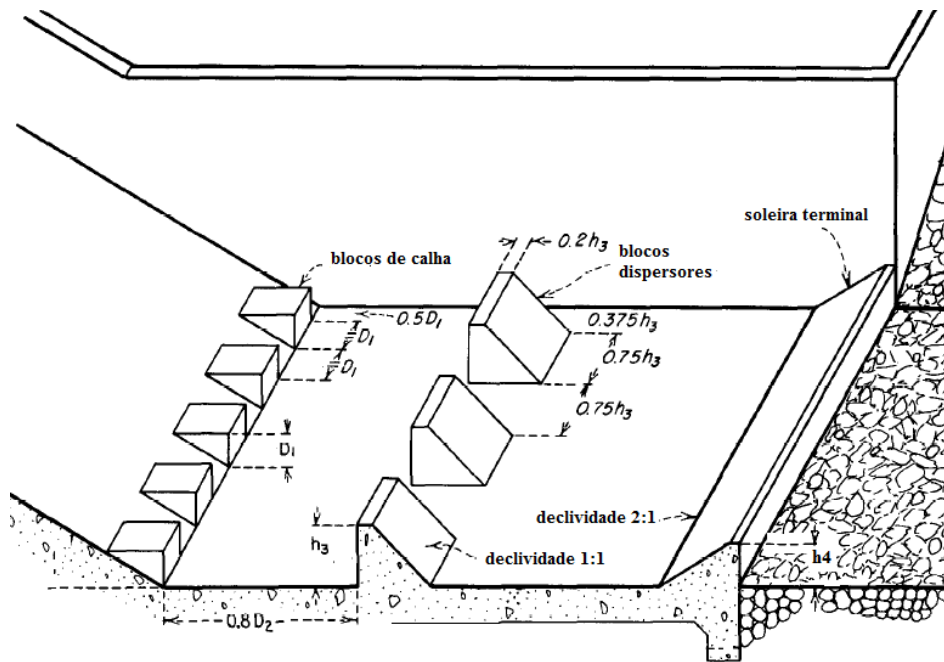 soleira terminal
0.2h₃
blocos
dispersores
blocos de calha
0.5D₁
=D₁
=D₁
0.375h₃
0.75h₃
0.75h₃
D₁
h₃
declividade 2:1
declividade 1:1
h4
0.8D₂